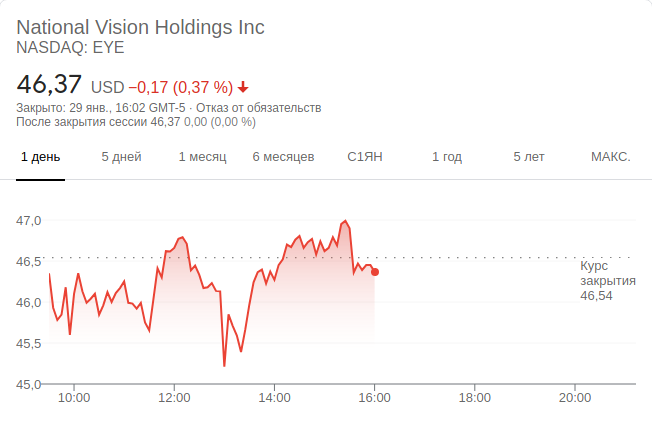 National Vision Holdings Inc
NASDAQ: EYE
46,37 USD −0,17 (0,37 %)
Закрыто: 29 янв., 16:02 GMT-5 · Отказ от обязательств
После закрытия сессии 46,37 0,00 (0,00 %)
1 день 5 дней 1 месяц 6 месяцев С1ЯН 1 год 5 лет МАКС.
47,0
46,5
Курс
закрытия
46,54
46,0
45,5
45,0
10:00 12:00 14:00 16:00 18:00 20:00